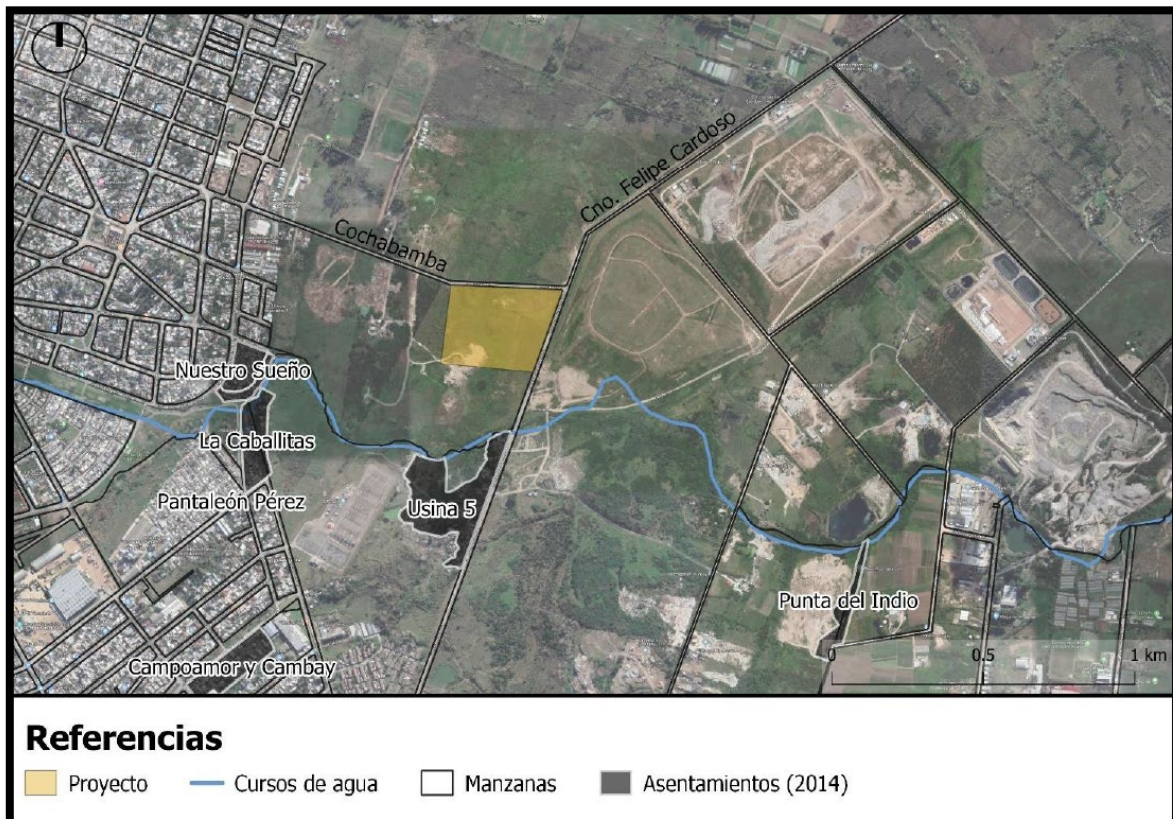 Cno. Felipe Cardoso
Cochabamba
Nuestro Sueño
La Caballitas
Pantaleón Pérez
Usina 5
Punta del Indio
Campoamor y Cambay
0 0.5 1 km
Referencias
Proyecto Cursos de agua Manzanas Asentamientos (2014)